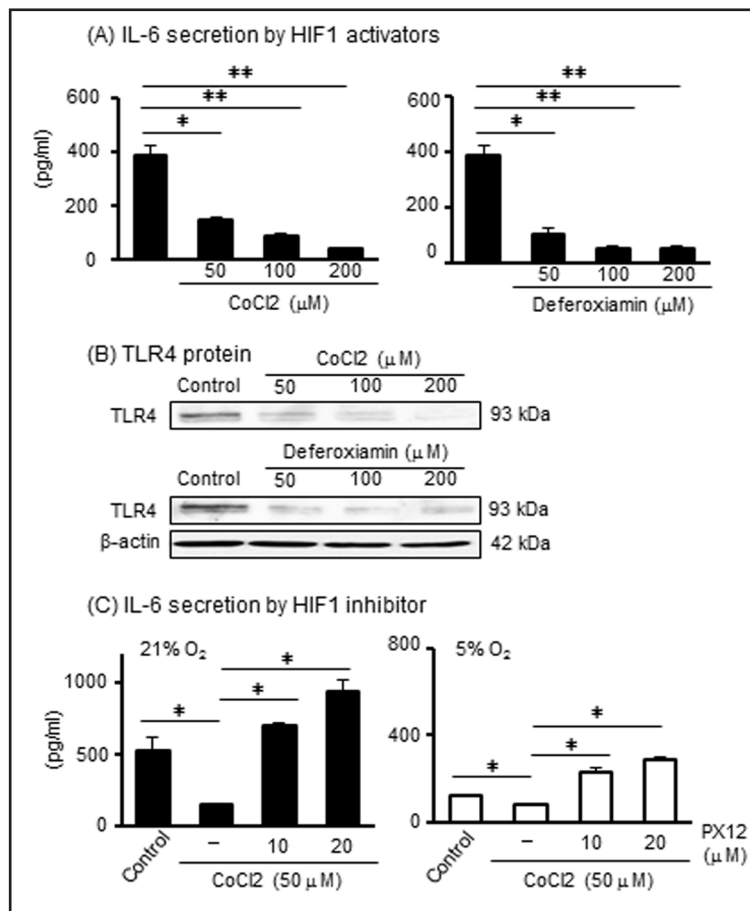 (A) IL-6 secretion by HIF1 activators
** **
** **
* *
600 600
400 400
(pg/ml)
200 200
0 0
50 100 200 50 100 200
CoCl2 (μM) Deferoxiamin (μM)
(B) TLR4 protein
CoCl2 (μM)
Control 50 100 200
TLR4 93 kDa
Deferoxiamin (μM)
Control 50 100 200
TLR4 93 kDa
β-actin 42 kDa
(C) IL-6 secretion by HIF1 inhibitor
21% O2 800 5% O2
* *
1000
* *
* *
500 400
(pg/ml)
0 0
Control – 10 20 Control – 10 20 PX12 (μM)
CoCl2 (50 μM) CoCl2 (50 μM)